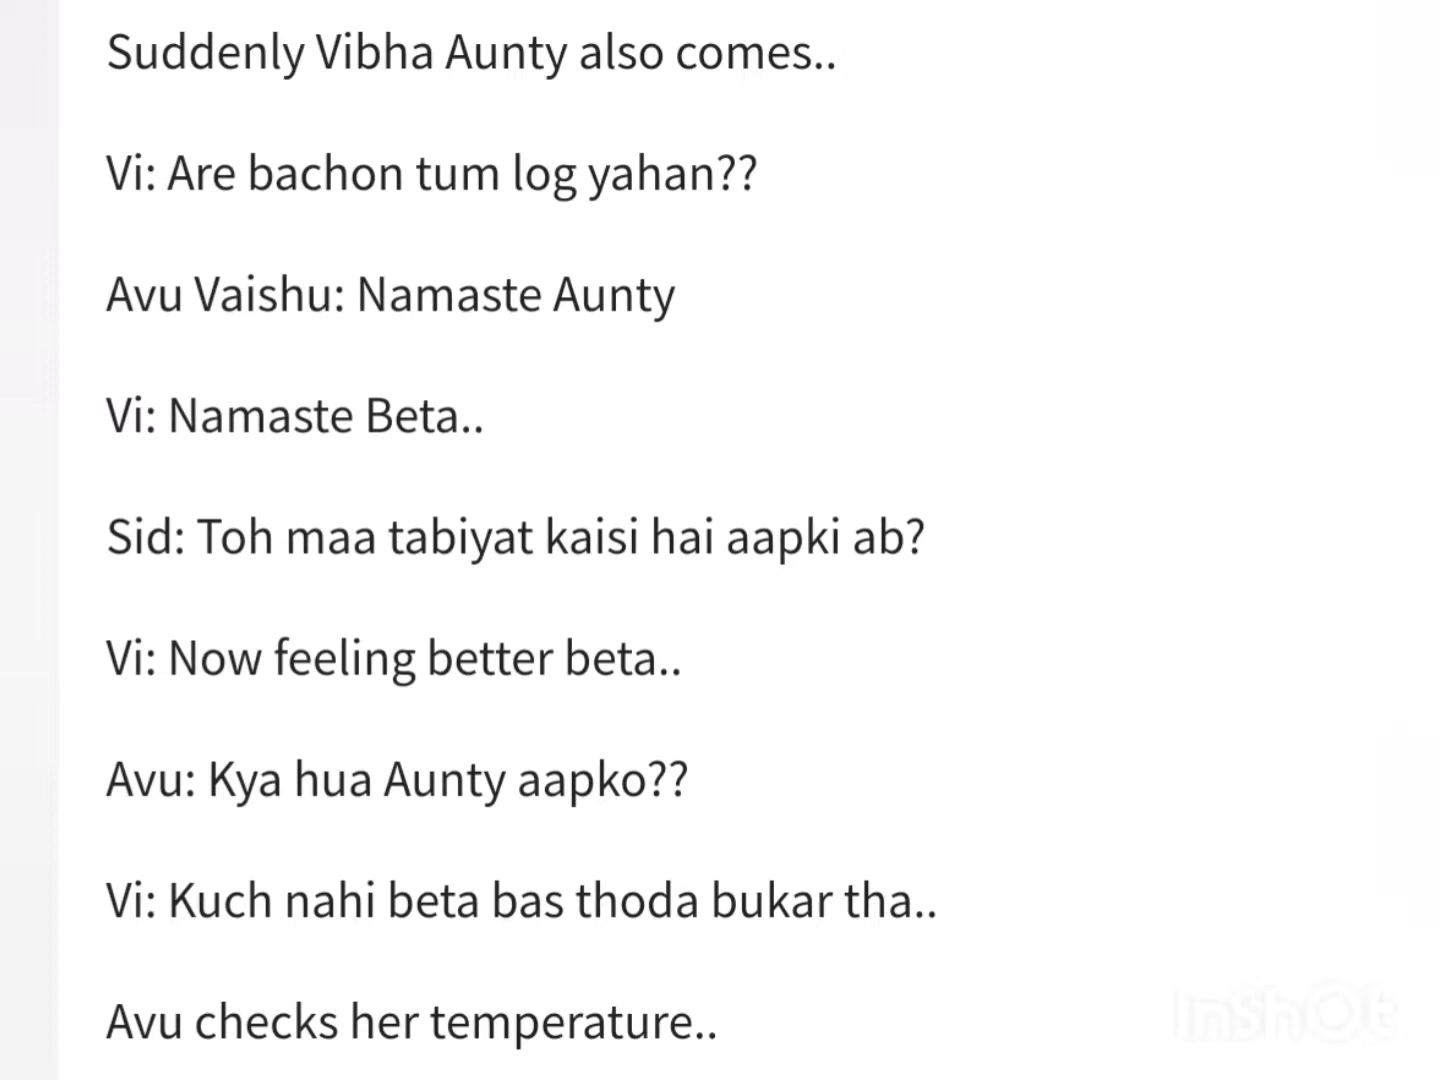 Suddenly Vibha Aunty also comes..
Vi: Are bachon tum log yahan??
Avu Vaishu: Namaste Aunty
Vi: Namaste Beta..
Sid: Toh maa tabiyat kaisi hai aapki ab?
Vi: Now feeling better beta..
Avu: Kya hua Aunty aapko??
Vi: Kuch nahi beta bas thoda bukar tha..
Avu checks her temperature..
InShOt